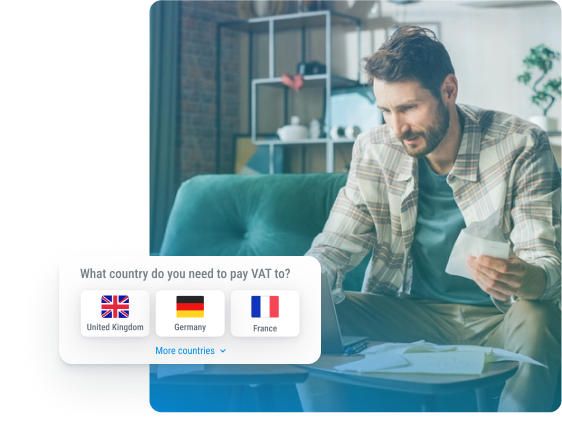 What country do you need to pay VAT to?
United Kingdom
Germany
France
More countries